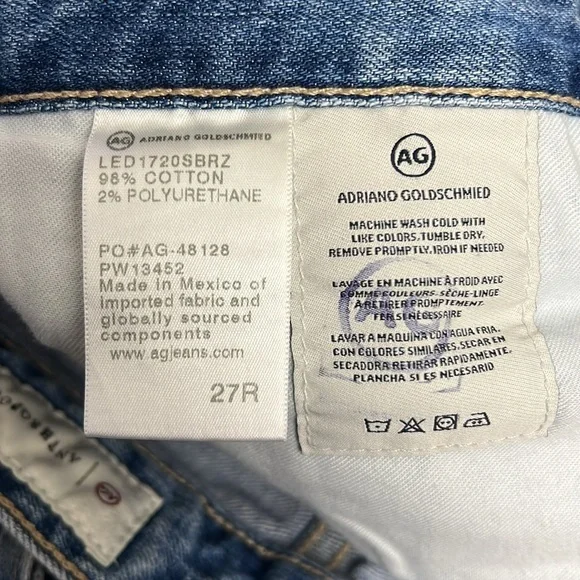 AG ADRIANO GOLDSCHMIED
LED1720SBRZ
98% COTTON
2% POLYURETHANE
PO#AG-48128
PW13452
Made in Mexico of
imported fabric and
globally sourced
components
www.agjeans.com
27R
AG
ADRIANO GOLDSCHMIED
MACHINE WASH COLD WITH
LIKE COLORS.TUMBLE DRY.
REMOVE PROMPTLY.IRON IF NEEDED
LAVAGE EN MACHINE À FROID AVEC
COMME COULEURS-SÈCHE-LINGE
À RETIRER PROMPTEMENT.
FER SI NÉCESSAIRE
LAVAR A MAQUINA CON AGUA FRIA.
CON COLORES SIMILARES.SECAR EN
SECADORA RETIRAR RAPIDAMENTE.
PLANCHA SI ES NECESARIO
AG